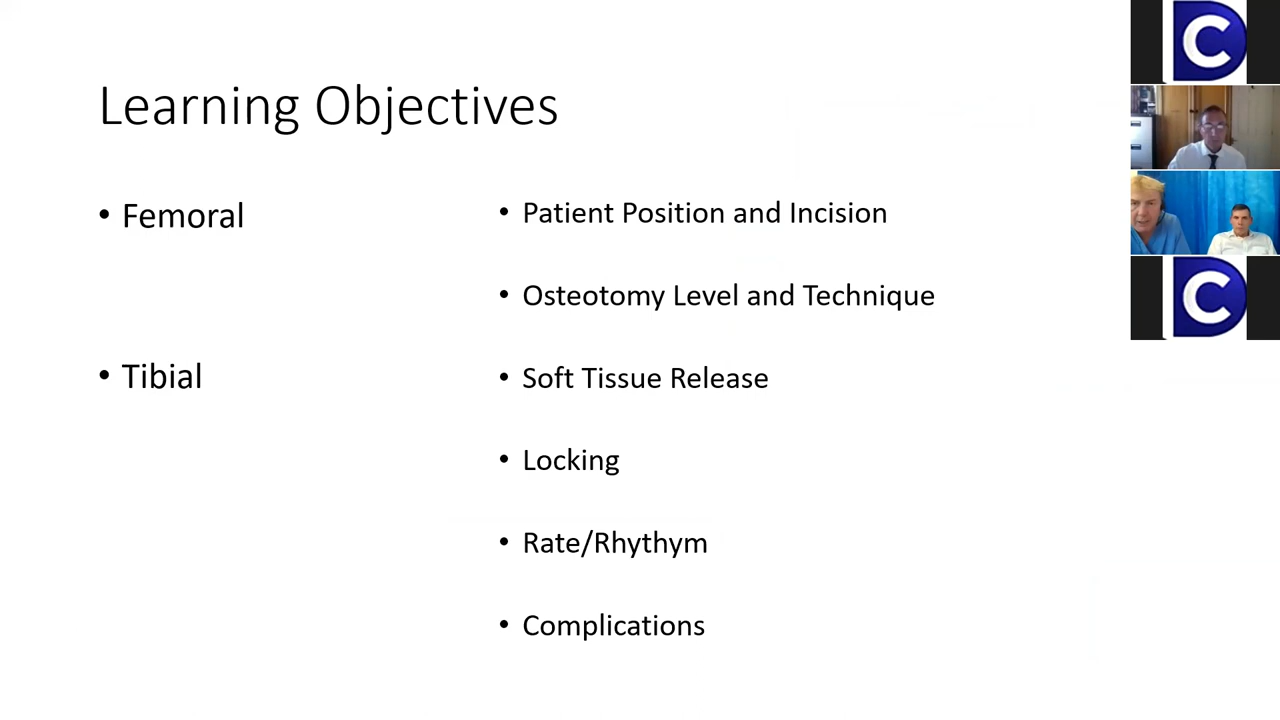 Learning Objectives
• Femoral
• Tibial
• Patient Position and Incision
• Osteotomy Level and Technique
• Soft Tissue Release
• Locking
• Rate/Rhythym
• Complications
C
C